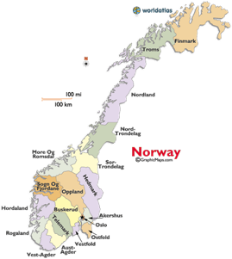 worldatlas
Finmark
Troms
100 mi
100 km
Nordland
Nord-
Trondelag
More Og
Romsdal
Sor-
Trondelag
Norway
©GraphicMaps.com
Sogn Og
Fjordane
Oppland
Hedmark
Hordaland
Buskerud
Akershus
Oslo
Rogaland
Telemark
Ostfold
Vestfold
Aust-
Agder
Vest-Agder